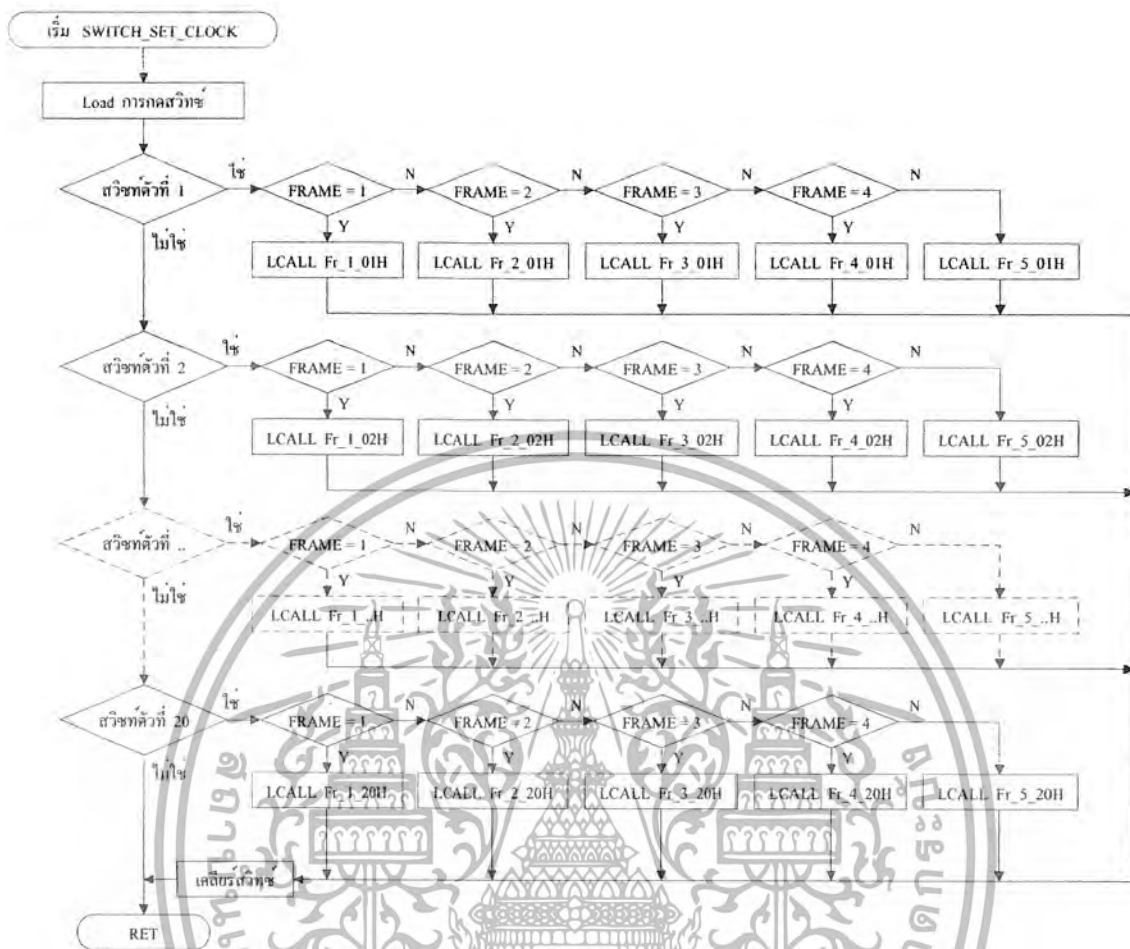 เริ่ม SWITCH_SET_CLOCK
Load การกดสวิทช์
สวิชท์ตัวที่ 1
ใช่
FRAME = 1
N
FRAME = 2
N
FRAME = 3
N
FRAME = 4
N
ไม่ใช่
Y
Y
Y
Y
LCALL Fr_1_01H
LCALL Fr_2_01H
LCALL Fr_3_01H
LCALL Fr_4_01H
LCALL Fr_5_01H
สวิชท์ตัวที่ 2
ใช่
FRAME = 1
N
FRAME = 2
N
FRAME = 3
N
FRAME = 4
N
ไม่ใช่
Y
Y
Y
Y
LCALL Fr_1_02H
LCALL Fr_2_02H
LCALL Fr_3_02H
LCALL Fr_4_02H
LCALL Fr_5_02H
สวิชท์ตัวที่ ..
ใช่
FRAME = 1
N
FRAME = 2
N
FRAME = 3
N
FRAME = 4
N
ไม่ใช่
Y
Y
Y
Y
LCALL Fr_1_..H
LCALL Fr_2_..H
LCALL Fr_3_..H
LCALL Fr_4_..H
LCALL Fr_5_..H
สวิชท์ตัวที่ 20
ใช่
FRAME = 1
N
FRAME = 2
N
FRAME = 3
N
FRAME = 4
N
ไม่ใช่
Y
Y
Y
Y
LCALL Fr_1_20H
LCALL Fr_2_20H
LCALL Fr_3_20H
LCALL Fr_4_20H
LCALL Fr_5_20H
เคลียร์สวิทช์
RET